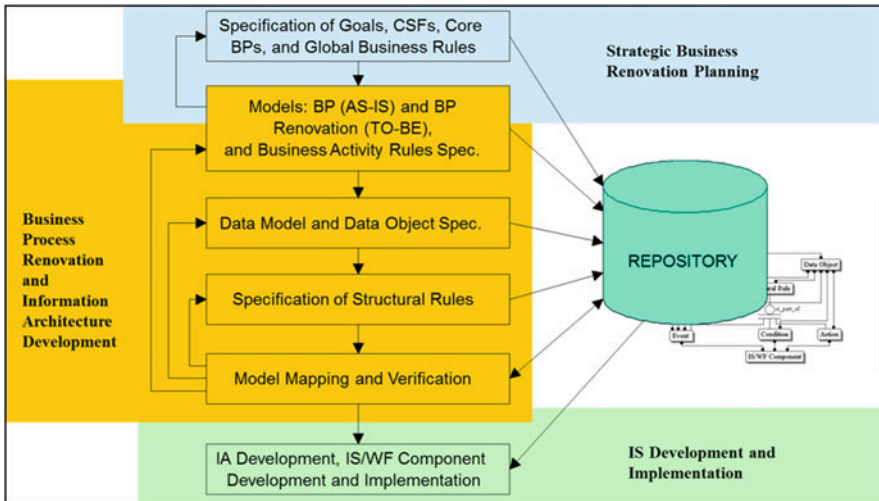 Specification of Goals, CSFs, Core
BPs, and Global Business Rules
Strategic Business
Renovation Planning
Models: BP (AS-IS) and BP
Renovation (TO-BE),
and Business Activity Rules Spec.
Business
Process
Renovation
and
Information
Architecture
Development
Data Model and Data Object Spec.
Specification of Structural Rules
Model Mapping and Verification
REPOSITORY
Data Object
Rule
is_part_of
Event
Condition
Action
IS/WF Component
IA Development, IS/WF Component
Development and Implementation
IS Development and
Implementation